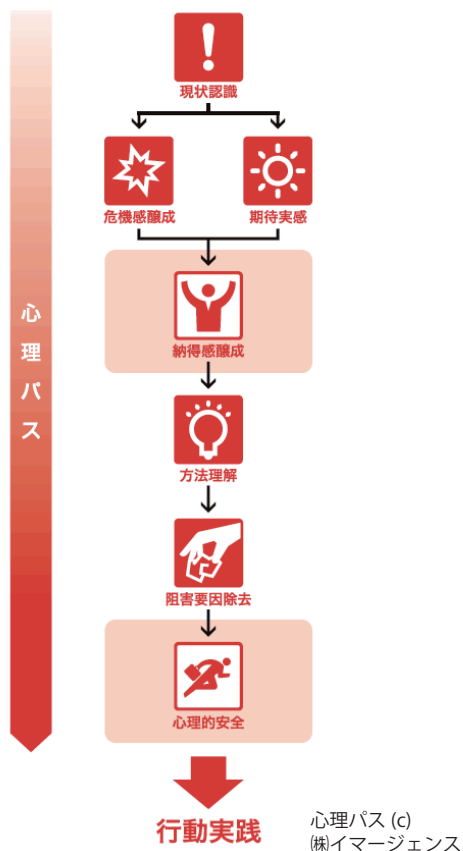 現状認識
危機感醸成
期待実感
納得感醸成
方法理解
阻害要因除去
心理的安全
行動実践
心理パス
心理パス (c)
㈱イマージェンス